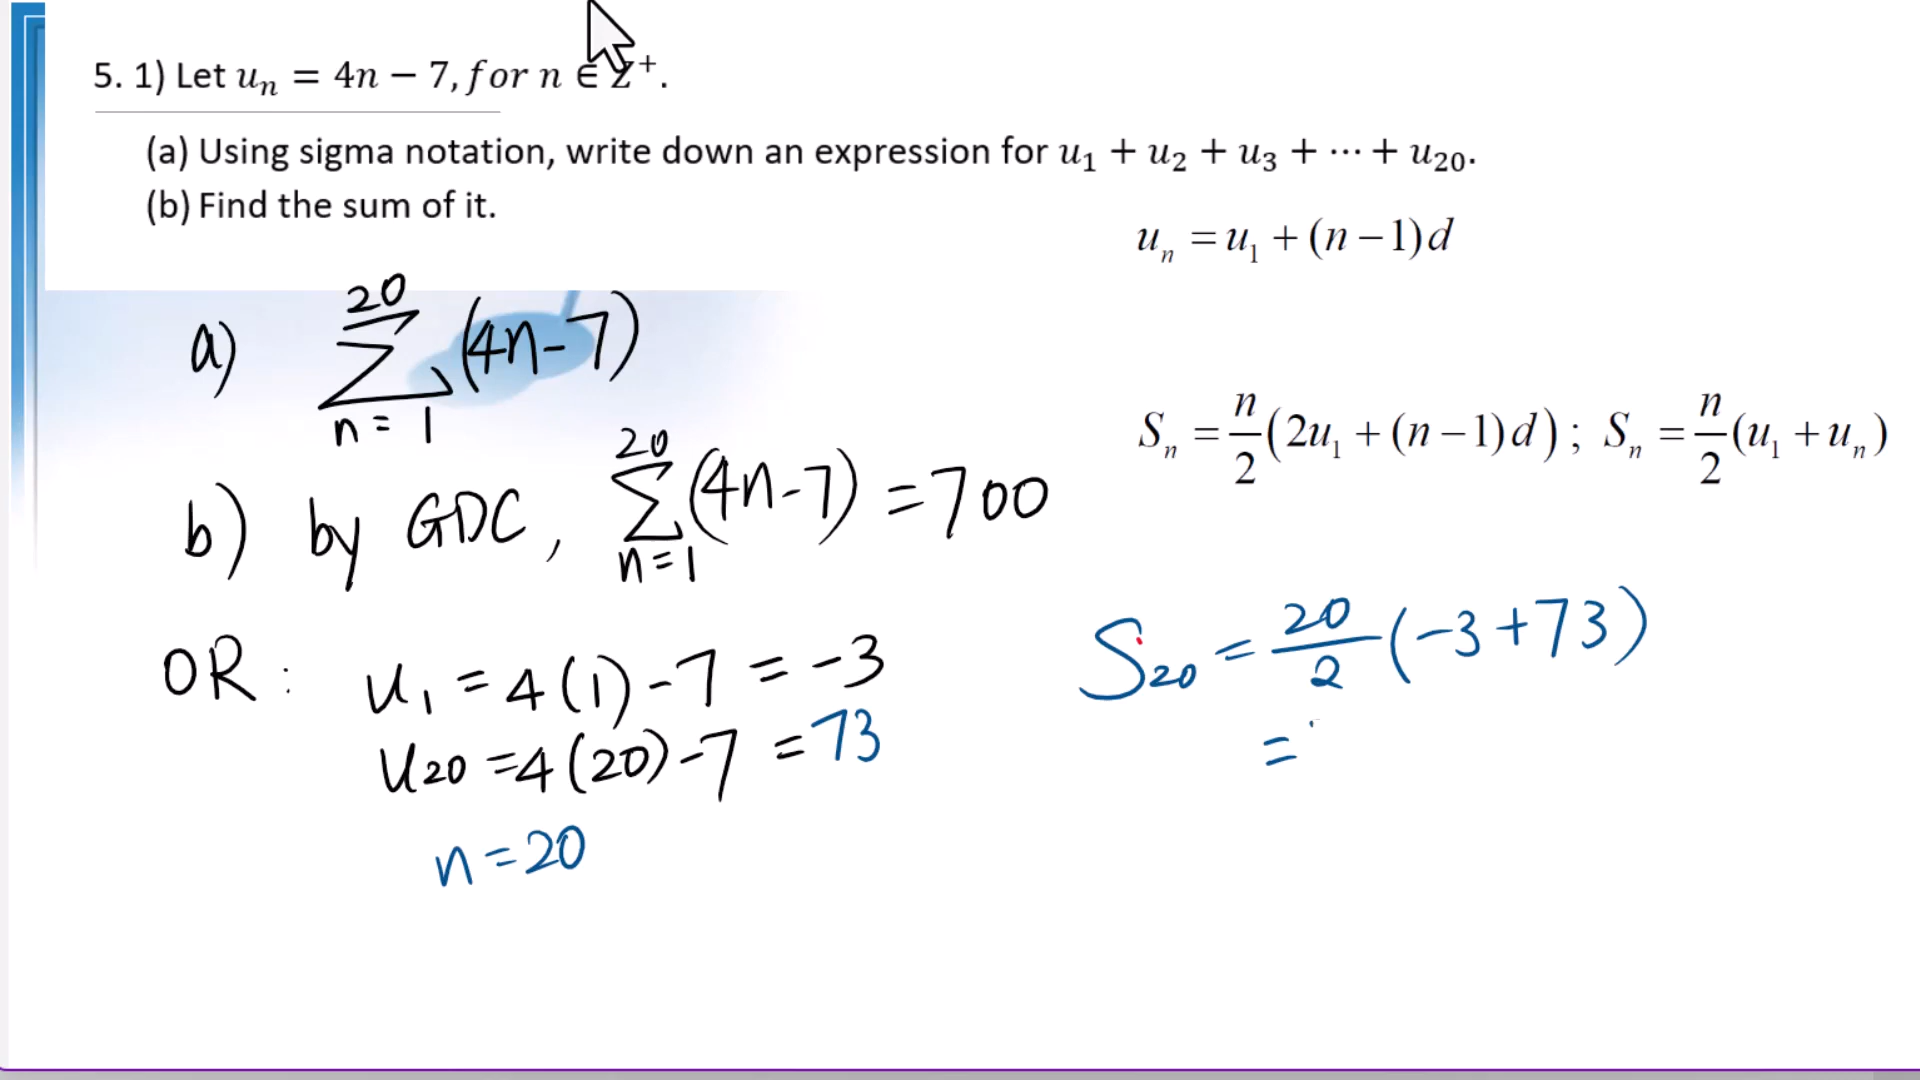 5. 1) Let uₙ = 4n − 7, for n ∈ Z⁺.
(a) Using sigma notation, write down an expression for u₁ + u₂ + u₃ + ⋯ + u₂₀.
(b) Find the sum of it.
uₙ = u₁ + (n − 1)d
a) 20 Σ n = 1 (4n − 7)
Sₙ = n/2 (2u₁ + (n − 1)d) ; Sₙ = n/2 (u₁ + uₙ)
b) by GDC, 20 Σ n=1 (4n−7) = 700
OR: u₁ = 4(1) − 7 = −3
u₂₀ = 4(20) − 7 = 73
n = 20
S₂₀ = 20/2 (−3 + 73)
=